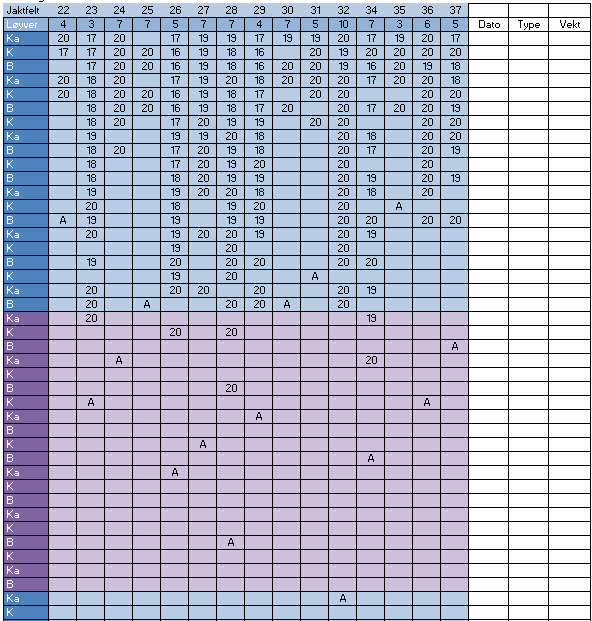 Jaktfelt 22 23 24 25 26 27 28 29 30 31 32 34 35 36 37
Løyver 4 3 7 7 5 7 7 4 7 5 10 7 3 6 5 Dato Type Vekt
Ka 20 17 20 17 19 19 17 19 19 20 17 19 20 17
K 17 17 20 20 16 19 18 16 20 19 20 20 20 20
B 17 20 20 16 20 19 16 20 20 19 16 20 19 18
Ka 20 18 20 17 19 20 18 20 20 20 17 20 20 18
K 20 18 20 20 16 19 18 17 20 20 20 20
B 18 20 20 16 19 18 17 20 20 17 20 20 19
K 18 20 17 20 19 19 20 20 20 20
Ka 19 19 19 20 18 20 18 20 20
B 18 20 17 20 19 18 20 17 20 19
K 18 17 20 19 20 20 20
B 18 18 20 20 18 20 19 20 19
Ka 19 19 20 19 18 20 18 20
K 20 18 19 20 20 A
B A 19 18 19 19 20 20 20 20
Ka 20 19 20 20 19 20 19
K 19 20 20
B 19 20 20 20 20 20
K 20 20 A
Ka 20 20 20 20 20 19
B 20 A 20 20 A 20
Ka 20 19
K 20 20
B A
Ka A 20
K
B 20
K A A
Ka A
B
K A
B A
Ka A
K
B
Ka
K
B A
K
Ka
B
Ka A
K